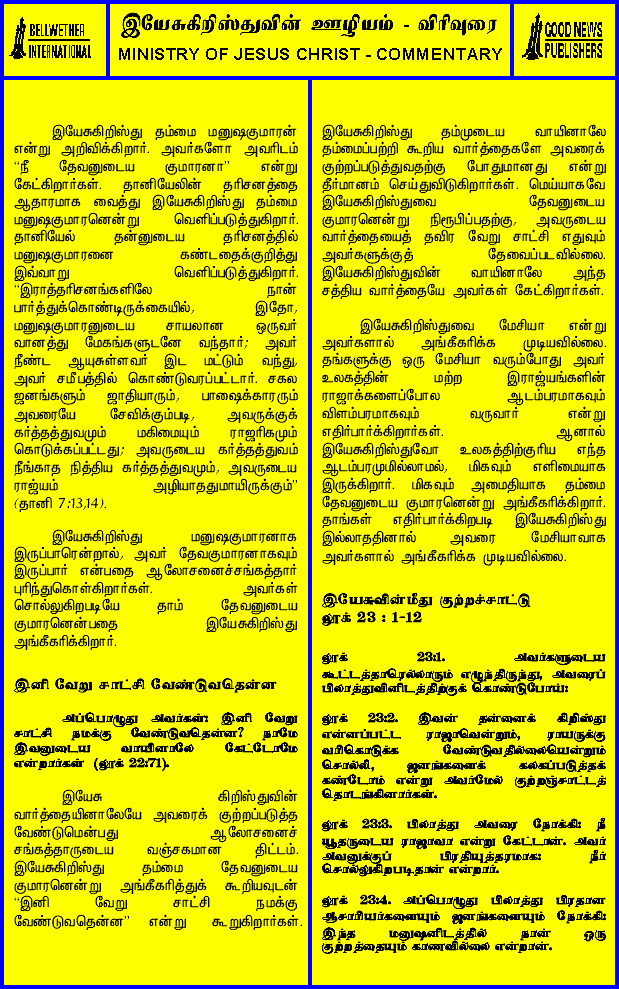 BELLWETHER
INTERNATIONAL
இயேசுகிறிஸ்துவின் ஊழியம் - விரிவுரை
MINISTRY OF JESUS CHRIST - COMMENTARY
GOOD NEWS
PUBLISHERS
இயேசுகிறிஸ்து தம்மை மனுஷகுமாரன்
என்று அறிவிக்கிறார். அவர்களோ அவரிடம்
“நீ தேவனுடைய குமாரனா” என்று
கேட்கிறார்கள். தானியேலின் தரிசனத்தை
ஆதாரமாக வைத்து இயேசுகிறிஸ்து தம்மை
மனுஷகுமாரனென்று வெளிப்படுத்துகிறார்.
தானியேல் தன்னுடைய தரிசனத்தில்
மனுஷகுமாரனை கண்டதைக்குறித்து
இவ்வாறு வெளிப்படுத்துகிறார்.
“இராத்தரிசனங்களிலே நான்
பார்த்துக்கொண்டிருக்கையில், இதோ,
மனுஷகுமாரனுடைய சாயலான ஒருவர்
வானத்து மேகங்களுடனே வந்தார்; அவர்
நீண்ட ஆயுசுள்ளவர் இட மட்டும் வந்து,
அவர் சமீபத்தில் கொண்டுவரப்பட்டார். சகல
ஜனங்களும் ஜாதியாரும், பாஷைக்காரரும்
அவரையே சேவிக்கும்படி, அவருக்குக்
கர்த்தத்துவமும் மகிமையும் ராஜரிகமும்
கொடுக்கப்பட்டது; அவருடைய கர்த்தத்துவம்
நீங்காத நித்திய கர்த்தத்துவமும், அவருடைய
ராஜ்யம் அழியாததுமாயிருக்கும்”
(தானி 7:13,14).
இயேசுகிறிஸ்து மனுஷகுமாரனாக
இருப்பாரென்றால், அவர் தேவகுமாரனாகவும்
இருப்பார் என்பதை ஆலோசனைச்சங்கத்தார்
புரிந்துகொள்கிறார்கள். அவர்கள்
சொல்லுகிறபடியே தாம் தேவனுடைய
குமாரனென்பதை இயேசுகிறிஸ்து
அங்கீகரிக்கிறார்.
இனி வேறு சாட்சி வேண்டுவதென்ன
அப்பொழுது அவர்கள்: இனி வேறு
சாட்சி நமக்கு வேண்டுவதென்ன? நாமே
இவனுடைய வாயினாலே கேட்டோமே
என்றார்கள் (லூக் 22:71).
இயேசு கிறிஸ்துவின்
வார்த்தையினாலேயே அவரைக் குற்றப்படுத்த
வேண்டுமென்பது ஆலோசனைச்
சங்கத்தாருடைய வஞ்சகமான திட்டம்.
இயேசுகிறிஸ்து தம்மை தேவனுடைய
குமாரனென்று அங்கீகரித்துக் கூறியவுடன்
“இனி வேறு சாட்சி நமக்கு
வேண்டுவதென்ன” என்று கூறுகிறார்கள்.
இயேசுகிறிஸ்து தம்முடைய வாயினாலே
தம்மைப்பற்றி கூறிய வார்த்தைகளே அவரைக்
குற்றப்படுத்துவதற்கு போதுமானது என்று
தீர்மானம் செய்துவிடுகிறார்கள். மெய்யாகவே
இயேசுகிறிஸ்துவை தேவனுடைய
குமாரனென்று நிரூபிப்பதற்கு, அவருடைய
வார்த்தையைத் தவிர வேறு சாட்சி எதுவும்
அவர்களுக்குத் தேவைப்படவில்லை.
இயேசுகிறிஸ்துவின் வாயினாலே அந்த
சத்திய வார்த்தையே அவர்கள் கேட்கிறார்கள்.
இயேசுகிறிஸ்துவை மேசியா என்று
அவர்களால் அங்கீகரிக்க முடியவில்லை.
தங்களுக்கு ஒரு மேசியா வரும்போது அவர்
உலகத்தின் மற்ற இராஜ்யங்களின்
ராஜாக்களைப்போல ஆடம்பரமாகவும்
விளம்பரமாகவும் வருவார் என்று
எதிர்பார்க்கிறார்கள். ஆனால்
இயேசுகிறிஸ்துவோ உலகத்திற்குரிய எந்த
ஆடம்பரமுமில்லாமல், மிகவும் எளிமையாக
இருக்கிறார். மிகவும் அமைதியாக தம்மை
தேவனுடைய குமாரனென்று அங்கீகரிக்கிறார்.
தாங்கள் எதிர்பார்க்கிறபடி இயேசுகிறிஸ்து
இல்லாததினால் அவரை மேசியாவாக
அவர்களால் அங்கீகரிக்க முடியவில்லை.
இயேசுவின்மீது குற்றச்சாட்டு
லூக் 23 : 1-12
லூக் 23:1. அவர்களுடைய
கூட்டத்தாரெல்லாரும் எழுந்திருந்து, அவரைப்
பிலாத்துவினிடத்திற்குக் கொண்டுபோய்:
லூக் 23:2. இவன் தன்னைக் கிறிஸ்து
என்னப்பட்ட ராஜாவென்றும், ராயருக்கு
வரிகொடுக்க வேண்டுவதில்லையென்றும்
சொல்லி, ஜனங்களைக் கலகப்படுத்தக்
கண்டோம் என்று அவர்மேல் குற்றஞ்சாட்டத்
தொடங்கினார்கள்.
லூக் 23:3. பிலாத்து அவரை நோக்கி: நீ
யூதருடைய ராஜாவா என்று கேட்டான். அவர்
அவனுக்குப் பிரதியுத்தரமாக: நீர்
சொல்லுகிறபடிதான் என்றார்.
லூக் 23:4. அப்பொழுது பிலாத்து பிரதான
ஆசாரியர்களையும் ஜனங்களையும் நோக்கி:
இந்த மனுஷனிடத்தில் நான் ஒரு
குற்றத்தையும் காணவில்லை என்றான்.